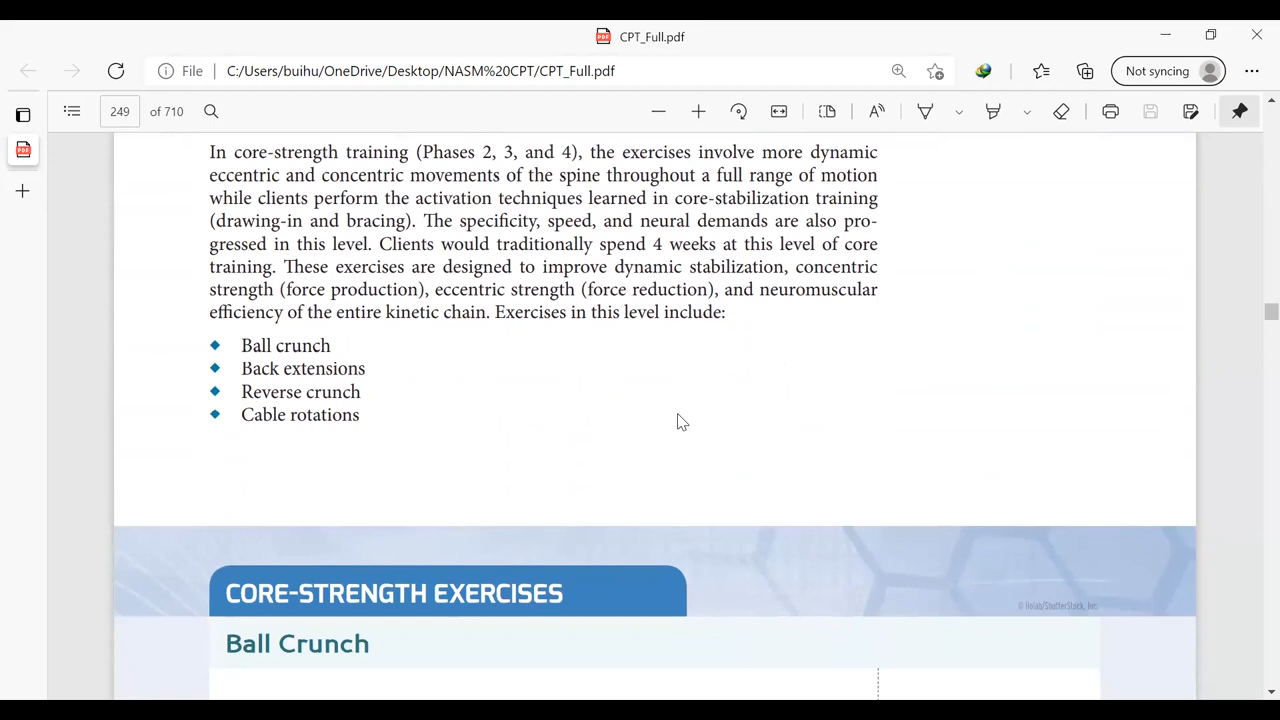 CPT_Full.pdf
File
C:/Users/buihu/OneDrive/Desktop/NASM%20CPT/CPT_Full.pdf
Not syncing
249 of 710
In core-strength training (Phases 2, 3, and 4), the exercises involve more dynamic
eccentric and concentric movements of the spine throughout a full range of motion
while clients perform the activation techniques learned in core-stabilization training
(drawing-in and bracing). The specificity, speed, and neural demands are also pro-
gressed in this level. Clients would traditionally spend 4 weeks at this level of core
training. These exercises are designed to improve dynamic stabilization, concentric
strength (force production), eccentric strength (force reduction), and neuromuscular
efficiency of the entire kinetic chain. Exercises in this level include:
Ball crunch
Back extensions
Reverse crunch
Cable rotations
CORE-STRENGTH EXERCISES
Ball Crunch